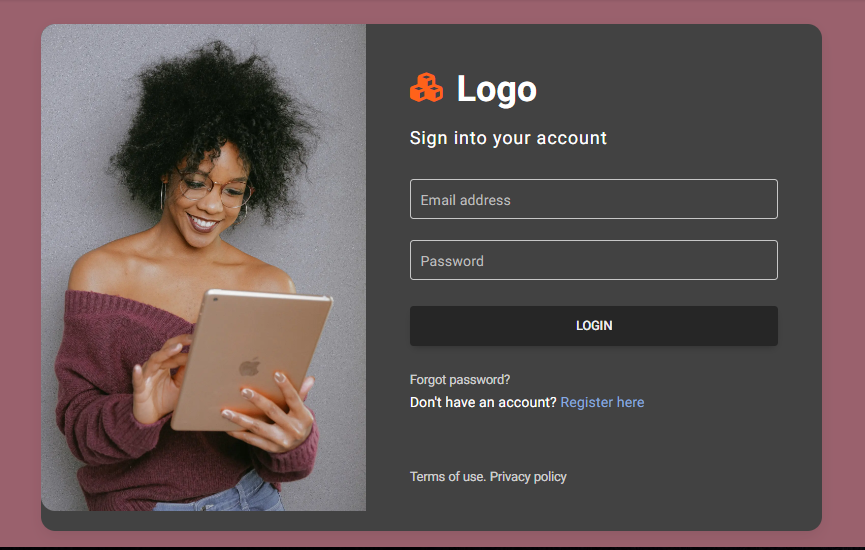 Logo
Sign into your account
Email address
Password
LOGIN
Forgot password?
Don't have an account? Register here
Terms of use. Privacy policy